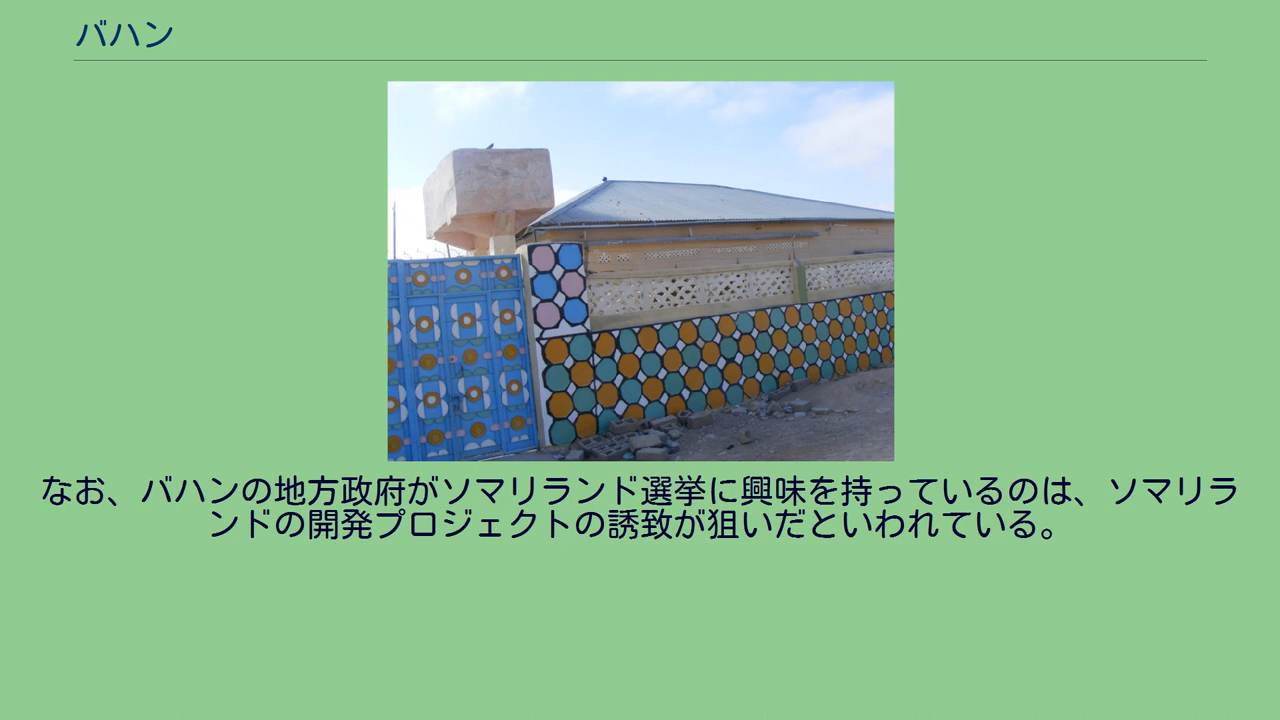 バハン
なお、バハンの地方政府がソマリランド選挙に興味を持っているのは、ソマリラ
ンドの開発プロジェクトの誘致が狙いだといわれている。